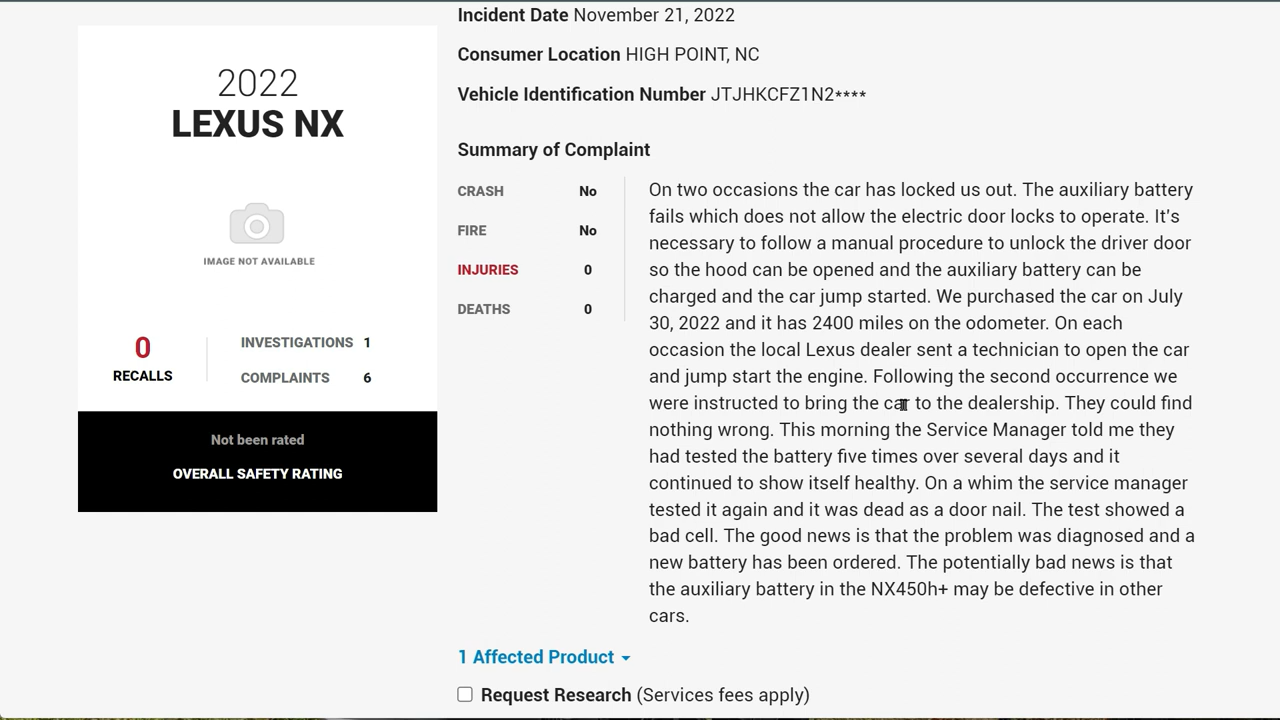 Incident Date November 21, 2022
Consumer Location HIGH POINT, NC
Vehicle Identification Number JTJHKCFZ1N2****
2022
LEXUS NX
IMAGE NOT AVAILABLE
0
RECALLS
INVESTIGATIONS 1
COMPLAINTS 6
Not been rated
OVERALL SAFETY RATING
Summary of Complaint
CRASH No
FIRE No
INJURIES 0
DEATHS 0
On two occasions the car has locked us out. The auxiliary battery
fails which does not allow the electric door locks to operate. It's
necessary to follow a manual procedure to unlock the driver door
so the hood can be opened and the auxiliary battery can be
charged and the car jump started. We purchased the car on July
30, 2022 and it has 2400 miles on the odometer. On each
occasion the local Lexus dealer sent a technician to open the car
and jump start the engine. Following the second occurrence we
were instructed to bring the car to the dealership. They could find
nothing wrong. This morning the Service Manager told me they
had tested the battery five times over several days and it
continued to show itself healthy. On a whim the service manager
tested it again and it was dead as a door nail. The test showed a
bad cell. The good news is that the problem was diagnosed and a
new battery has been ordered. The potentially bad news is that
the auxiliary battery in the NX450h+ may be defective in other
cars.
1 Affected Product
Request Research (Services fees apply)